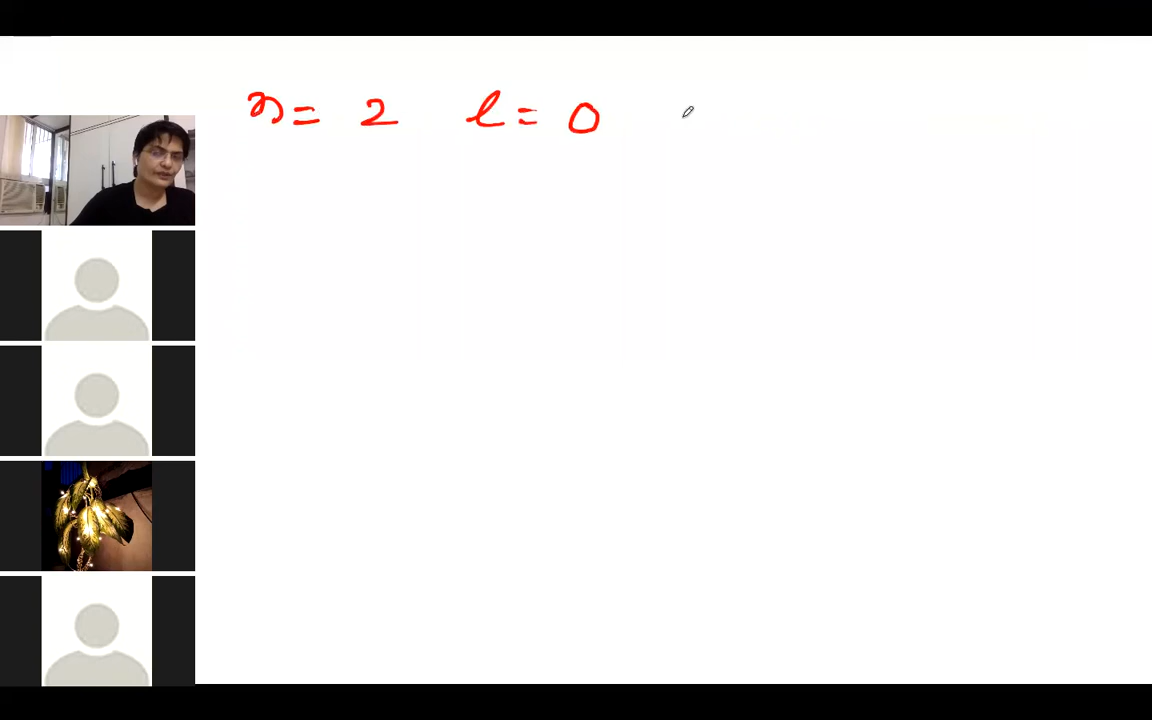 n = 2 l = 0